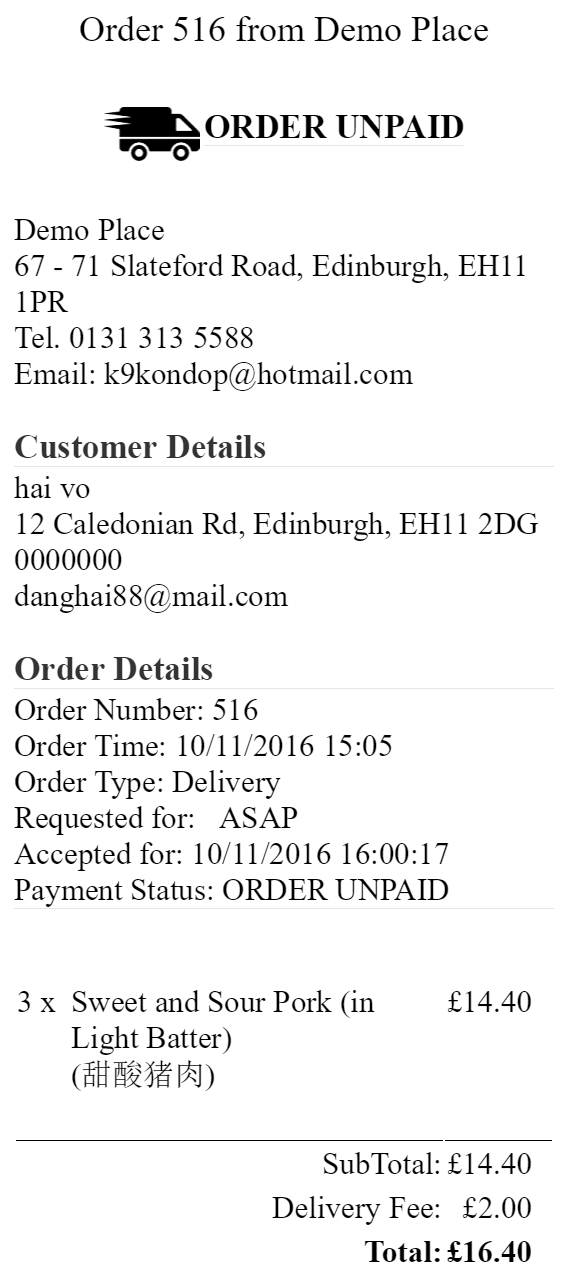 Order 516 from Demo Place
ORDER UNPAID
Demo Place
67 - 71 Slateford Road, Edinburgh, EH11
1PR
Tel. 0131 313 5588
Email: k9kondop@hotmail.com
Customer Details
hai vo
12 Caledonian Rd, Edinburgh, EH11 2DG
0000000
danghai88@mail.com
Order Details
Order Number: 516
Order Time: 10/11/2016 15:05
Order Type: Delivery
Requested for: ASAP
Accepted for: 10/11/2016 16:00:17
Payment Status: ORDER UNPAID
3 x Sweet and Sour Pork (in £14.40
Light Batter)
(甜酸猪肉)
SubTotal: £14.40
Delivery Fee: £2.00
Total: £16.40